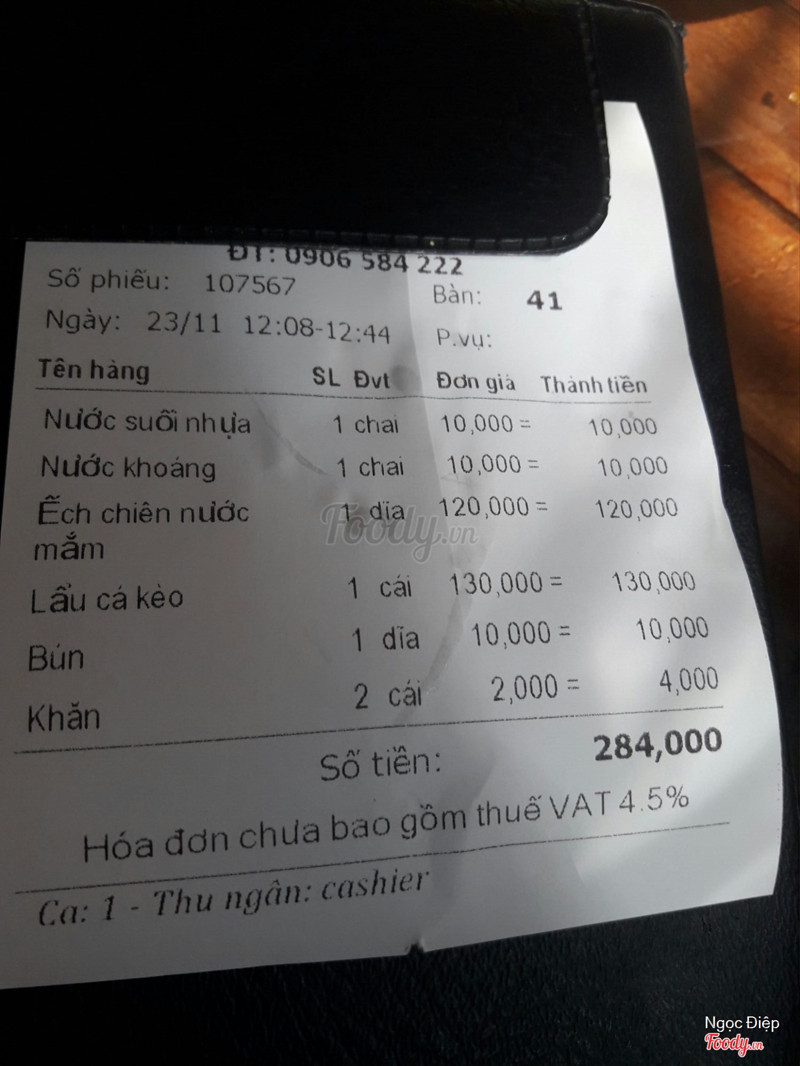 ĐT: 0906 584 222
Số phiếu: 107567 Bàn: 41
Ngày: 23/11 12:08-12:44 P.vụ:
Tên hàng SL Đvt Đơn giá Thành tiền
Nước suối nhựa 1 chai 10,000 = 10,000
Nước khoáng 1 chai 10,000 = 10,000
Ếch chiên nước 1 dĩa 120,000 = 120,000
mắm
Lẩu cá kèo 1 cái 130,000 = 130,000
Bún 1 dĩa 10,000 = 10,000
Khăn 2 cái 2,000 = 4,000
Số tiền: 284,000
Hóa đơn chưa bao gồm thuế VAT 4.5%
Ca: 1 - Thu ngân: cashier
Foody.vn
Ngọc Điệp
Foody.vn